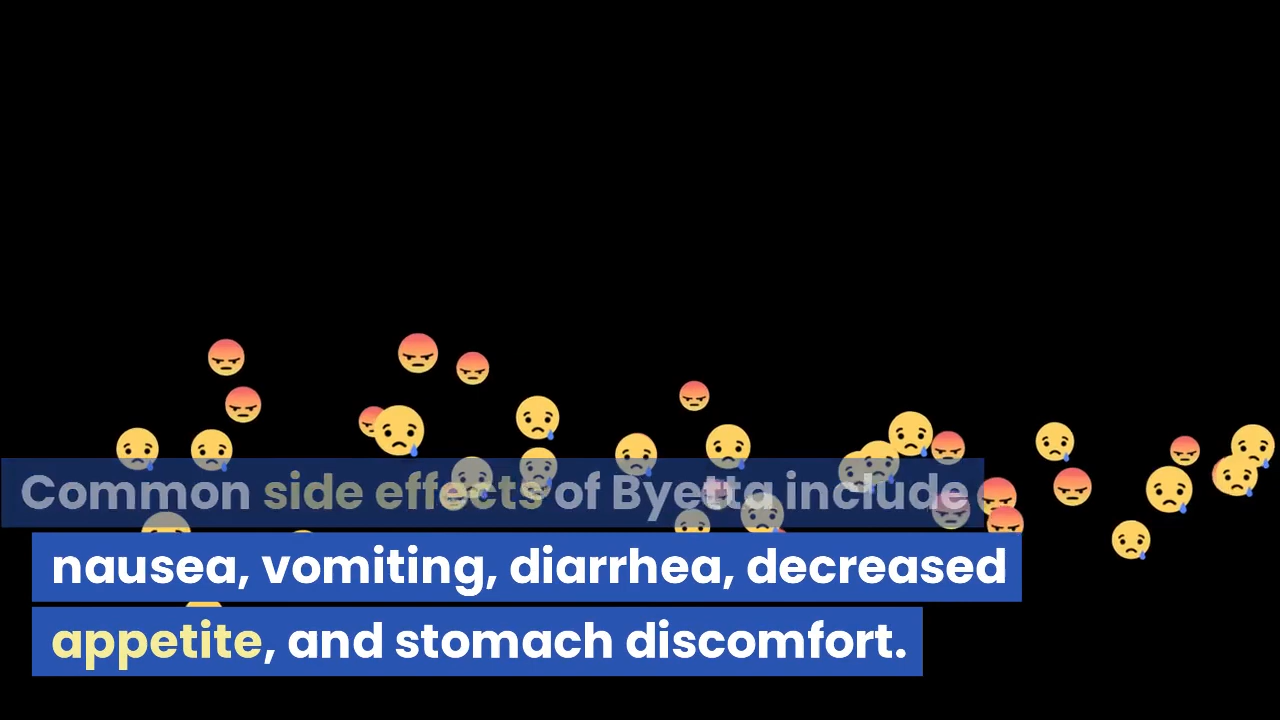 Common side effects of Byetta include
nausea, vomiting, diarrhea, decreased
appetite, and stomach discomfort.